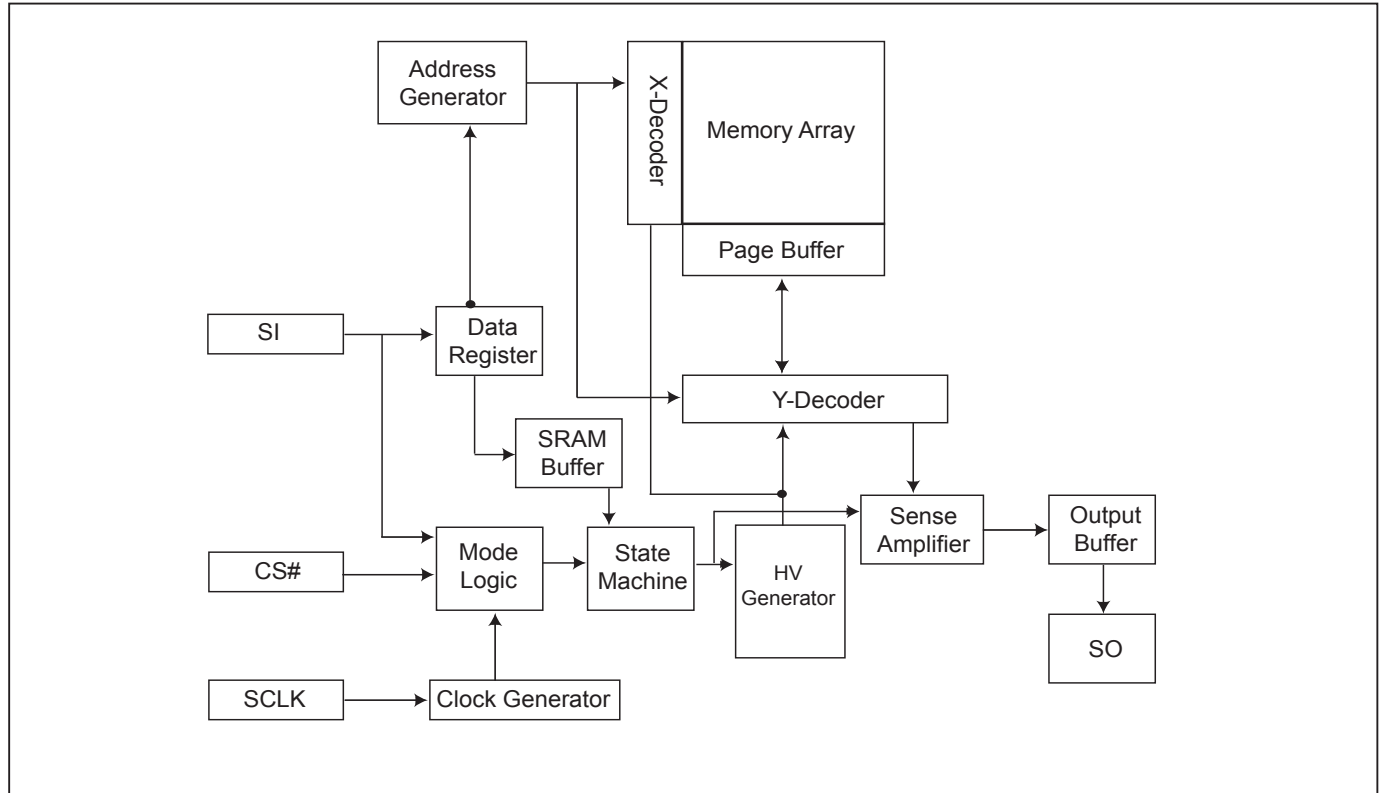 Address
Generator
X-Decoder
Memory Array
Page Buffer
SI
Data
Register
Y-Decoder
SRAM
Buffer
Sense
Amplifier
Output
Buffer
CS#
Mode
Logic
State
Machine
HV
Generator
SO
SCLK
Clock Generator